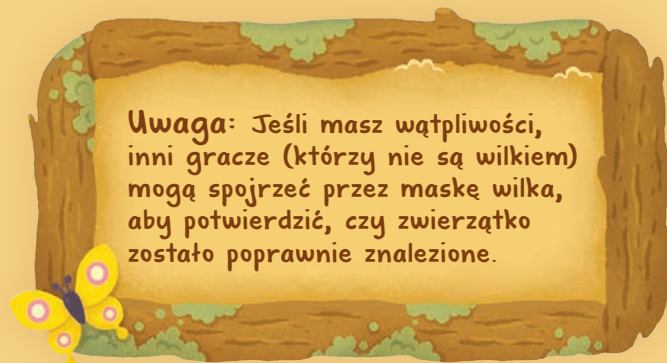 Uwaga: Jeśli masz wątpliwości,
inni gracze (którzy nie są wilkiem)
mogą spojrzeć przez maskę wilka,
aby potwierdzić, czy zwierzątko
zostało poprawnie znalezione.